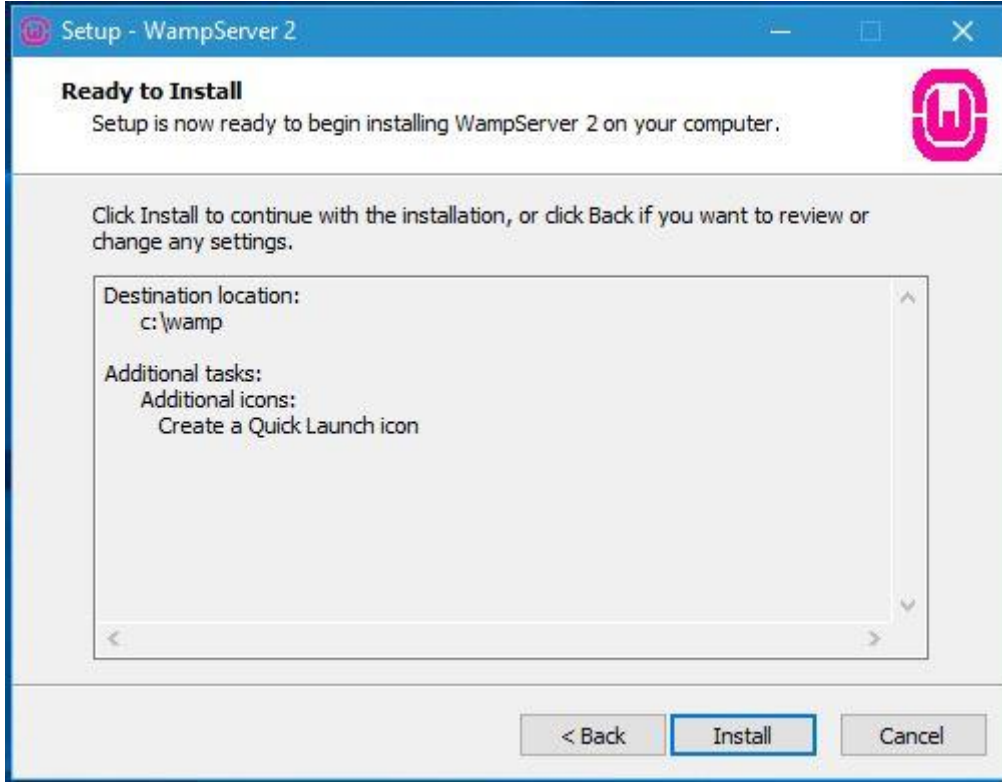 Setup - WampServer 2
Ready to Install
Setup is now ready to begin installing WampServer 2 on your computer.
Click Install to continue with the installation, or click Back if you want to review or
change any settings.
Destination location:
c:\wamp
Additional tasks:
Additional icons:
Create a Quick Launch icon
< Back
Install
Cancel